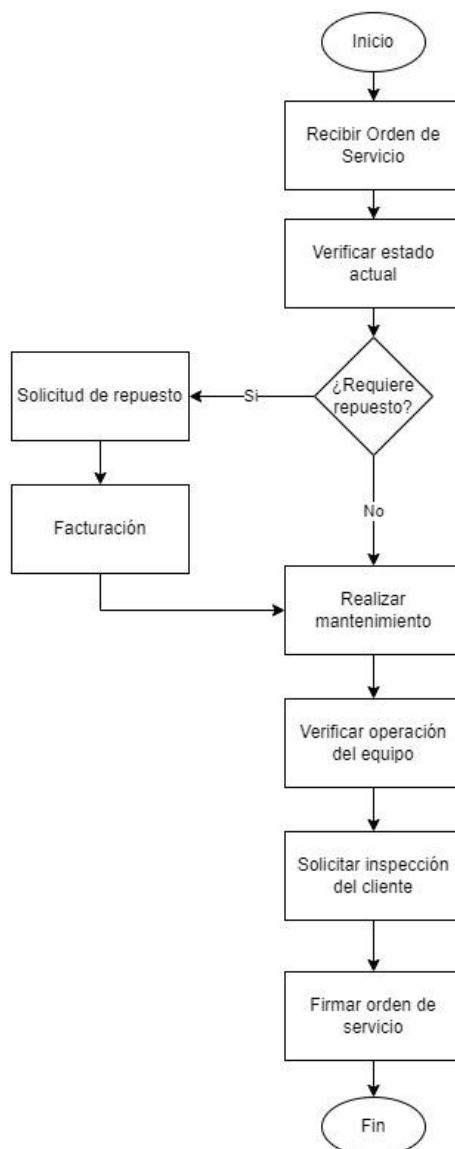 Inicio
Recibir Orden de
Servicio
Verificar estado
actual
¿Requiere
repuesto?
Si
Solicitud de repuesto
Facturación
No
Realizar
mantenimiento
Verificar operación
del equipo
Solicitar inspección
del cliente
Firmar orden de
servicio
Fin